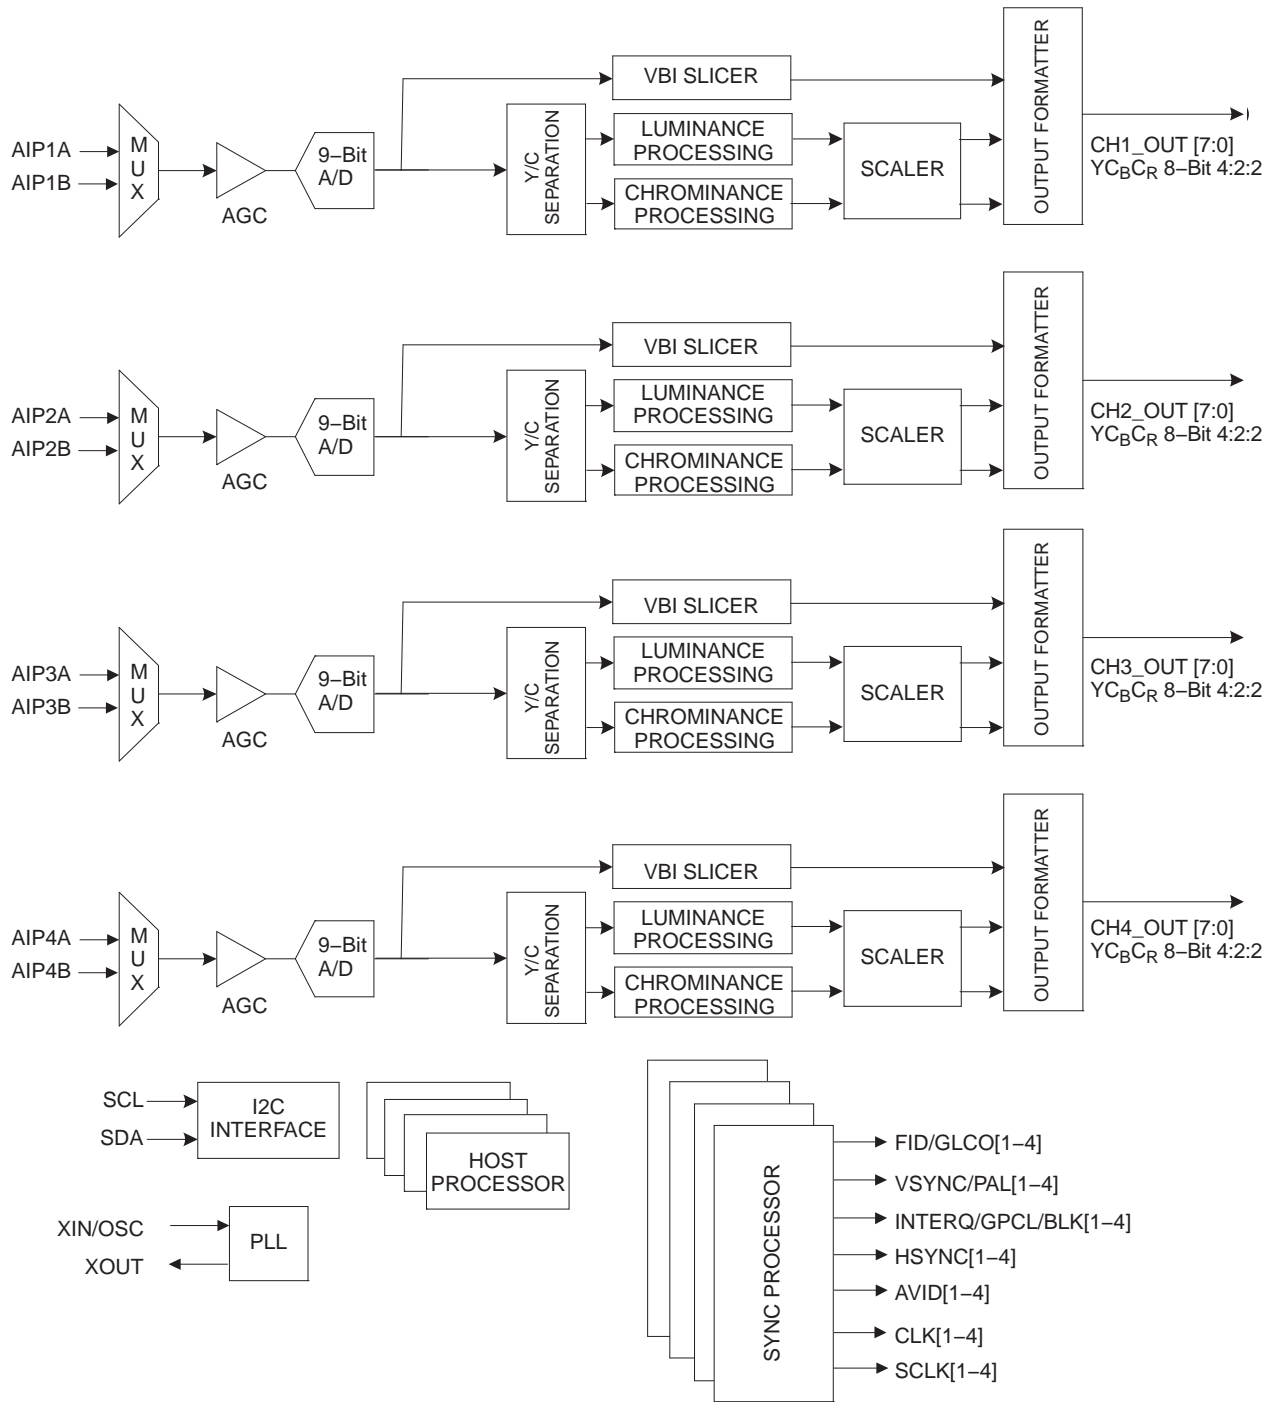 VBI SLICER
AIP1A
AIP1B
M
U
X
AGC
9–Bit
A/D
Y/C
SEPARATION
LUMINANCE
PROCESSING
CHROMINANCE
PROCESSING
SCALER
OUTPUT FORMATTER
CH1_OUT [7:0]
YCBCR 8–Bit 4:2:2
VBI SLICER
AIP2A
AIP2B
M
U
X
AGC
9–Bit
A/D
Y/C
SEPARATION
LUMINANCE
PROCESSING
CHROMINANCE
PROCESSING
SCALER
OUTPUT FORMATTER
CH2_OUT [7:0]
YCBCR 8–Bit 4:2:2
VBI SLICER
AIP3A
AIP3B
M
U
X
AGC
9–Bit
A/D
Y/C
SEPARATION
LUMINANCE
PROCESSING
CHROMINANCE
PROCESSING
SCALER
OUTPUT FORMATTER
CH3_OUT [7:0]
YCBCR 8–Bit 4:2:2
VBI SLICER
AIP4A
AIP4B
M
U
X
AGC
9–Bit
A/D
Y/C
SEPARATION
LUMINANCE
PROCESSING
CHROMINANCE
PROCESSING
SCALER
OUTPUT FORMATTER
CH4_OUT [7:0]
YCBCR 8–Bit 4:2:2
SCL
SDA
I2C
INTERFACE
HOST
PROCESSOR
XIN/OSC
XOUT
PLL
SYNC PROCESSOR
FID/GLCO[1–4]
VSYNC/PAL[1–4]
INTERQ/GPCL/BLK[1–4]
HSYNC[1–4]
AVID[1–4]
CLK[1–4]
SCLK[1–4]